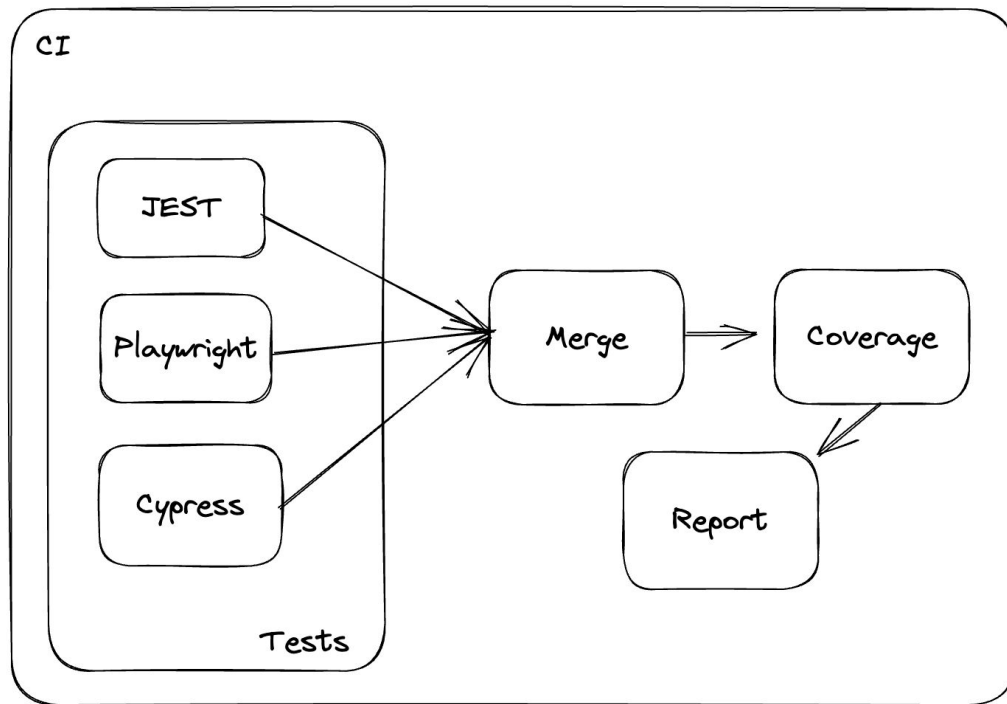 CI
JEST
Playwright
Cypress
Tests
Merge
Coverage
Report